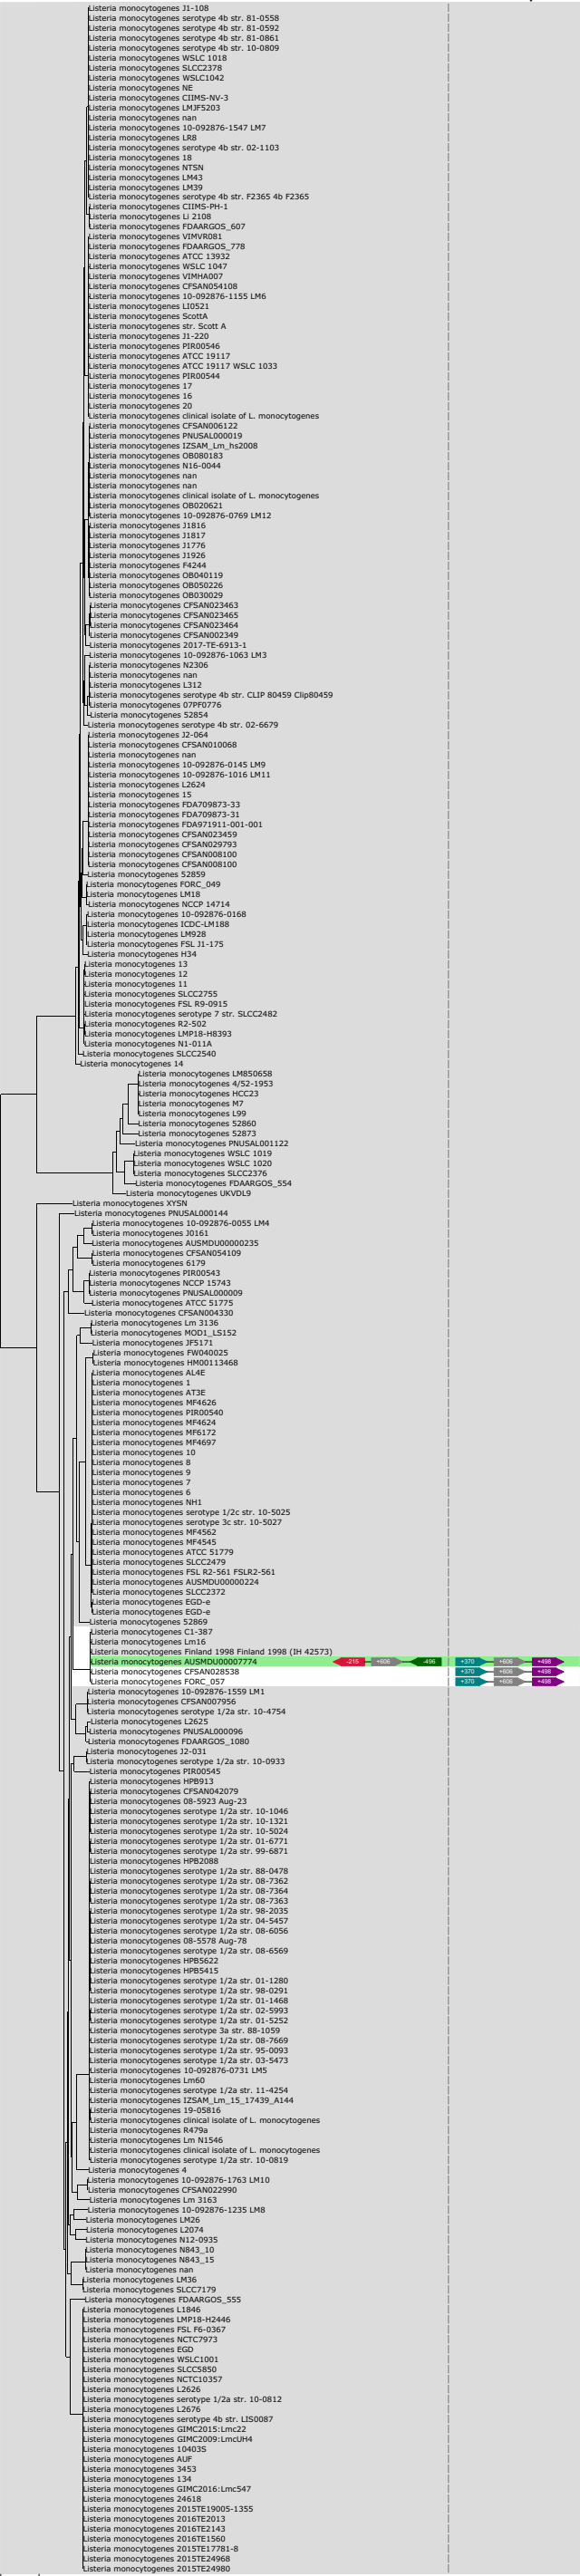 Listeria monocytogenes J1-108
Listeria monocytogenes serotype 4b str. 81-0558
Listeria monocytogenes serotype 4b str. 81-0592
Listeria monocytogenes serotype 4b str. 81-0861
Listeria monocytogenes serotype 4b str. 10-0809
Listeria monocytogenes WSLC 1018
Listeria monocytogenes SLCC2378
Listeria monocytogenes WSLC1042
Listeria monocytogenes NE
Listeria monocytogenes CIIMS-NV-3
Listeria monocytogenes LMJF5203
Listeria monocytogenes nan
Listeria monocytogenes 10-092876-1547 LM7
Listeria monocytogenes LR8
Listeria monocytogenes serotype 4b str. 02-1103
Listeria monocytogenes 18
Listeria monocytogenes NTSN
Listeria monocytogenes LM43
Listeria monocytogenes LM39
Listeria monocytogenes serotype 4b str. F2365 4b F2365
Listeria monocytogenes CIIMS-PH-1
Listeria monocytogenes Li 2108
Listeria monocytogenes FDAARGOS_607
Listeria monocytogenes VIMVR081
Listeria monocytogenes FDAARGOS_778
Listeria monocytogenes ATCC 13932
Listeria monocytogenes WSLC 1047
Listeria monocytogenes VIMHA007
Listeria monocytogenes CFSAN054108
Listeria monocytogenes 10-092876-1155 LM6
Listeria monocytogenes LI0521
Listeria monocytogenes ScottA
Listeria monocytogenes str. Scott A
Listeria monocytogenes J1-220
Listeria monocytogenes PIR00546
Listeria monocytogenes ATCC 19117
Listeria monocytogenes ATCC 19117 WSLC 1033
Listeria monocytogenes PIR00544
Listeria monocytogenes 17
Listeria monocytogenes 16
Listeria monocytogenes 20
Listeria monocytogenes clinical isolate of L. monocytogenes
Listeria monocytogenes CFSAN006122
Listeria monocytogenes PNUSAL000019
Listeria monocytogenes IZSAM_Lm_hs2008
Listeria monocytogenes OB080183
Listeria monocytogenes N16-0044
Listeria monocytogenes nan
Listeria monocytogenes nan
Listeria monocytogenes clinical isolate of L. monocytogenes
Listeria monocytogenes OB020621
Listeria monocytogenes 10-092876-0769 LM12
Listeria monocytogenes J1816
Listeria monocytogenes J1817
Listeria monocytogenes J1776
Listeria monocytogenes J1926
Listeria monocytogenes F4244
Listeria monocytogenes OB040119
Listeria monocytogenes OB050226
Listeria monocytogenes OB030029
Listeria monocytogenes CFSAN023463
Listeria monocytogenes CFSAN023465
Listeria monocytogenes CFSAN023464
Listeria monocytogenes CFSAN002349
Listeria monocytogenes 2017-TE-6913-1
Listeria monocytogenes 10-092876-1063 LM3
Listeria monocytogenes N2306
Listeria monocytogenes nan
Listeria monocytogenes L312
Listeria monocytogenes serotype 4b str. CLIP 80459 Clip80459
Listeria monocytogenes 07PF0776
Listeria monocytogenes 52854
Listeria monocytogenes serotype 4b str. 02-6679
Listeria monocytogenes J2-064
Listeria monocytogenes CFSAN010068
Listeria monocytogenes nan
Listeria monocytogenes 10-092876-0145 LM9
Listeria monocytogenes 10-092876-1016 LM11
Listeria monocytogenes L2624
Listeria monocytogenes 15
Listeria monocytogenes FDA709873-33
Listeria monocytogenes FDA709873-31
Listeria monocytogenes FDA971911-001-001
Listeria monocytogenes CFSAN023459
Listeria monocytogenes CFSAN029793
Listeria monocytogenes CFSAN008100
Listeria monocytogenes CFSAN008100
Listeria monocytogenes 52859
Listeria monocytogenes FORC_049
Listeria monocytogenes LM18
Listeria monocytogenes NCCP 14714
Listeria monocytogenes 10-092876-0168
Listeria monocytogenes ICDC-LM188
Listeria monocytogenes LM928
Listeria monocytogenes FSL J1-175
Listeria monocytogenes H34
Listeria monocytogenes 13
Listeria monocytogenes 12
Listeria monocytogenes 11
Listeria monocytogenes SLCC2755
Listeria monocytogenes FSL R9-0915
Listeria monocytogenes serotype 7 str. SLCC2482
Listeria monocytogenes R2-502
Listeria monocytogenes LMP18-H8393
Listeria monocytogenes N1-011A
Listeria monocytogenes SLCC2540
Listeria monocytogenes 14
Listeria monocytogenes LM850658
Listeria monocytogenes 4/52-1953
Listeria monocytogenes HCC23
Listeria monocytogenes M7
Listeria monocytogenes L99
Listeria monocytogenes 52860
Listeria monocytogenes 52873
Listeria monocytogenes PNUSAL001122
Listeria monocytogenes WSLC 1019
Listeria monocytogenes WSLC 1020
Listeria monocytogenes SLCC2376
Listeria monocytogenes FDAARGOS_554
Listeria monocytogenes UKVDL9
Listeria monocytogenes XYSN
Listeria monocytogenes PNUSAL000144
Listeria monocytogenes 10-092876-0055 LM4
Listeria monocytogenes J0161
Listeria monocytogenes AUSMDU00000235
Listeria monocytogenes CFSAN054109
Listeria monocytogenes 6179
Listeria monocytogenes PIR00543
Listeria monocytogenes NCCP 15743
Listeria monocytogenes PNUSAL000009
Listeria monocytogenes ATCC 51775
Listeria monocytogenes CFSAN004330
Listeria monocytogenes Lm 3136
Listeria monocytogenes MOD1_LS152
Listeria monocytogenes JF5171
Listeria monocytogenes FW040025
Listeria monocytogenes HM00113468
Listeria monocytogenes AL4E
Listeria monocytogenes 1
Listeria monocytogenes AT3E
Listeria monocytogenes MF4626
Listeria monocytogenes PIR00540
Listeria monocytogenes MF4624
Listeria monocytogenes MF6172
Listeria monocytogenes MF4697
Listeria monocytogenes 10
Listeria monocytogenes 8
Listeria monocytogenes 9
Listeria monocytogenes 7
Listeria monocytogenes 6
Listeria monocytogenes NH1
Listeria monocytogenes serotype 1/2c str. 10-5025
Listeria monocytogenes serotype 3c str. 10-5027
Listeria monocytogenes MF4562
Listeria monocytogenes MF4545
Listeria monocytogenes ATCC 51779
Listeria monocytogenes SLCC2479
Listeria monocytogenes FSL R2-561 FSLR2-561
Listeria monocytogenes AUSMDU00000224
Listeria monocytogenes SLCC2372
Listeria monocytogenes EGD-e
Listeria monocytogenes EGD-e
Listeria monocytogenes 52869
Listeria monocytogenes C1-387
Listeria monocytogenes Lm16
Listeria monocytogenes Finland 1998 Finland 1998 (IH 42573)
Listeria monocytogenes AUSMDU00007774 -215 +606 -496 +370 +606 +498
Listeria monocytogenes CFSAN028538 +370 +606 +498
Listeria monocytogenes FORC_057 +370 +606 +498
Listeria monocytogenes 10-092876-1559 LM1
Listeria monocytogenes CFSAN007956
Listeria monocytogenes serotype 1/2a str. 10-4754
Listeria monocytogenes L2625
Listeria monocytogenes PNUSAL000096
Listeria monocytogenes FDAARGOS_1080
Listeria monocytogenes J2-031
Listeria monocytogenes serotype 1/2a str. 10-0933
Listeria monocytogenes PIR00545
Listeria monocytogenes HPB913
Listeria monocytogenes CFSAN042079
Listeria monocytogenes 08-5923 Aug-23
Listeria monocytogenes serotype 1/2a str. 10-1046
Listeria monocytogenes serotype 1/2a str. 10-1321
Listeria monocytogenes serotype 1/2a str. 10-5024
Listeria monocytogenes serotype 1/2a str. 01-6771
Listeria monocytogenes serotype 1/2a str. 99-6871
Listeria monocytogenes HPB2088
Listeria monocytogenes serotype 1/2a str. 88-0478
Listeria monocytogenes serotype 1/2a str. 08-7362
Listeria monocytogenes serotype 1/2a str. 08-7364
Listeria monocytogenes serotype 1/2a str. 08-7363
Listeria monocytogenes serotype 1/2a str. 98-2035
Listeria monocytogenes serotype 1/2a str. 04-5457
Listeria monocytogenes serotype 1/2a str. 08-6056
Listeria monocytogenes 08-5578 Aug-78
Listeria monocytogenes serotype 1/2a str. 08-6569
Listeria monocytogenes HPB5622
Listeria monocytogenes HPB5415
Listeria monocytogenes serotype 1/2a str. 01-1280
Listeria monocytogenes serotype 1/2a str. 98-0291
Listeria monocytogenes serotype 1/2a str. 01-1468
Listeria monocytogenes serotype 1/2a str. 02-5993
Listeria monocytogenes serotype 1/2a str. 01-5252
Listeria monocytogenes serotype 3a str. 88-1059
Listeria monocytogenes serotype 1/2a str. 08-7669
Listeria monocytogenes serotype 1/2a str. 95-0093
Listeria monocytogenes serotype 1/2a str. 03-5473
Listeria monocytogenes 10-092876-0731 LM5
Listeria monocytogenes Lm60
Listeria monocytogenes serotype 1/2a str. 11-4254
Listeria monocytogenes IZSAM_Lm_15_17439_A144
Listeria monocytogenes 19-05816
Listeria monocytogenes clinical isolate of L. monocytogenes
Listeria monocytogenes R479a
Listeria monocytogenes Lm N1546
Listeria monocytogenes clinical isolate of L. monocytogenes
Listeria monocytogenes serotype 1/2a str. 10-0819
Listeria monocytogenes 4
Listeria monocytogenes 10-092876-1763 LM10
Listeria monocytogenes CFSAN022990
Listeria monocytogenes Lm 3163
Listeria monocytogenes 10-092876-1235 LM8
Listeria monocytogenes LM26
Listeria monocytogenes L2074
Listeria monocytogenes N12-0935
Listeria monocytogenes N843_10
Listeria monocytogenes N843_15
Listeria monocytogenes nan
Listeria monocytogenes LM36
Listeria monocytogenes SLCC7179
Listeria monocytogenes FDAARGOS_555
Listeria monocytogenes L1846
Listeria monocytogenes LMP18-H2446
Listeria monocytogenes FSL F6-0367
Listeria monocytogenes NCTC7973
Listeria monocytogenes EGD
Listeria monocytogenes WSLC1001
Listeria monocytogenes SLCC5850
Listeria monocytogenes NCTC10357
Listeria monocytogenes L2626
Listeria monocytogenes serotype 1/2a str. 10-0812
Listeria monocytogenes L2676
Listeria monocytogenes serotype 4b str. LIS0087
Listeria monocytogenes GIMC2015:Lmc22
Listeria monocytogenes GIMC2009:LmcUH4
Listeria monocytogenes 10403S
Listeria monocytogenes AUF
Listeria monocytogenes 3453
Listeria monocytogenes 134
Listeria monocytogenes GIMC2016:Lmc547
Listeria monocytogenes 24618
Listeria monocytogenes 2015TE19005-1355
Listeria monocytogenes 2016TE2013
Listeria monocytogenes 2016TE2143
Listeria monocytogenes 2016TE1560
Listeria monocytogenes 2015TE17781-8
Listeria monocytogenes 2015TE24968
Listeria monocytogenes 2015TE24980